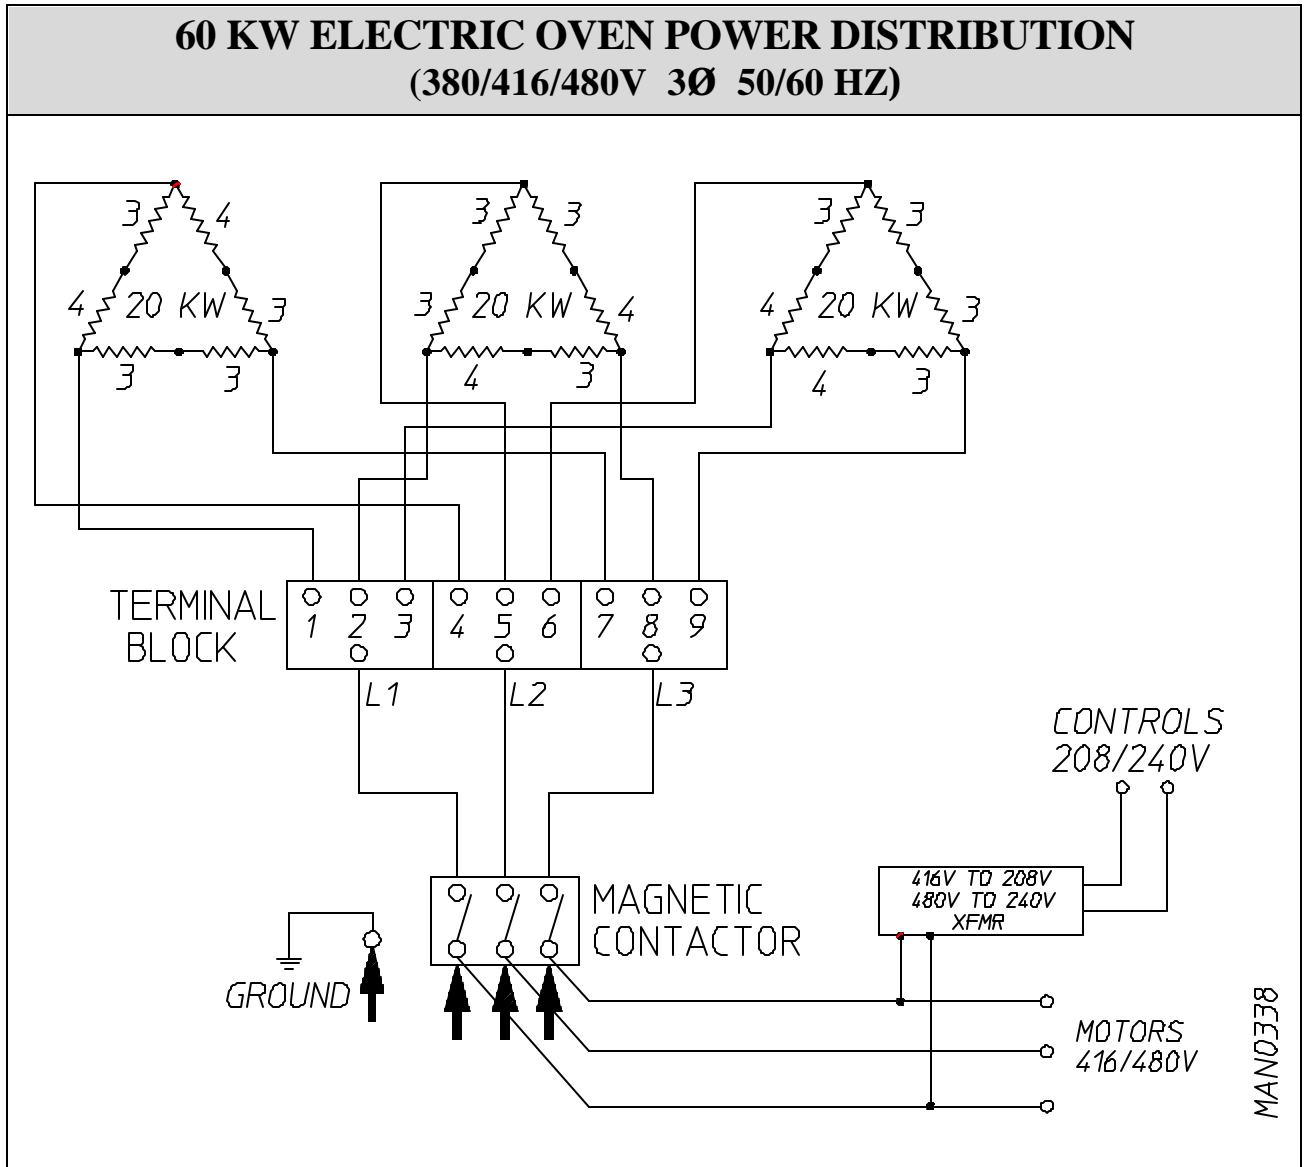 60 KW ELECTRIC OVEN POWER DISTRIBUTION
(380/416/480V 3Ø 50/60 HZ)
3 4 3 3 3 3
4 20 KW 3 3 20 KW 4 4 20 KW 3
3 3 4 3 4 3
TERMINAL
BLOCK
1 2 3 4 5 6 7 8 9
L1 L2 L3
CONTROLS
208/240V
416V TO 208V
480V TO 240V
XFMR
MAGNETIC
CONTACTOR
GROUND
MOTORS
416/480V
MAN0338